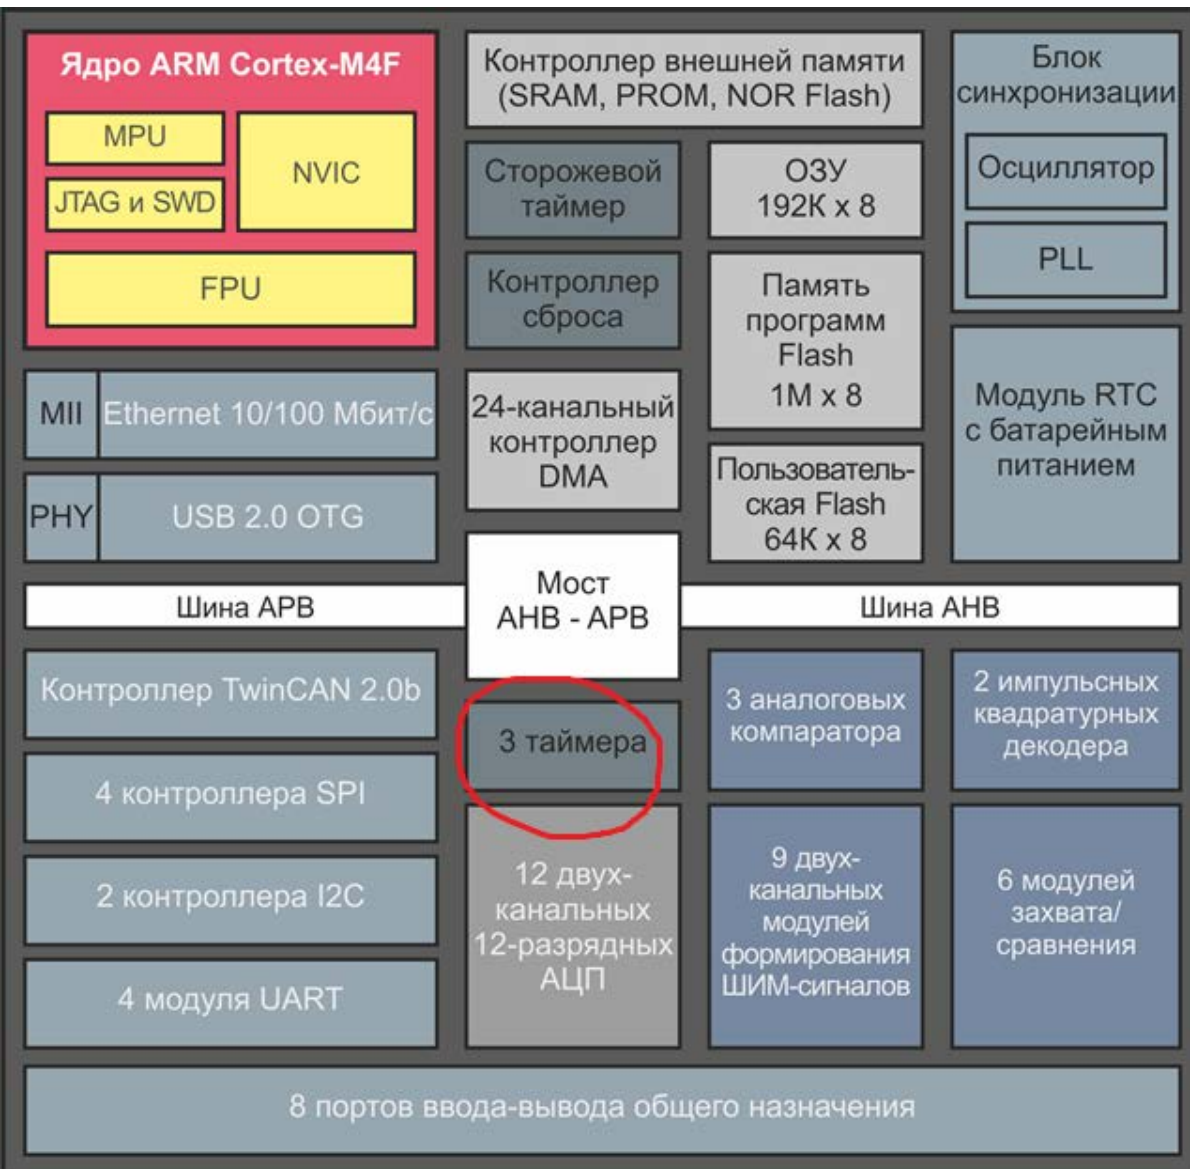 Ядро ARM Cortex-M4F
MPU
JTAG и SWD
NVIC
FPU
Контроллер внешней памяти
(SRAM, PROM, NOR Flash)
Сторожевой
таймер
ОЗУ
192К x 8
Блок
синхронизации
Осциллятор
PLL
Контроллер
сброса
Память
программ
Flash
1М x 8
MII
Ethernet 10/100 Мбит/с
PHY
USB 2.0 OTG
24-канальный
контроллер
DMA
Пользователь-
ская Flash
64К x 8
Модуль RTC
с батарейным
питанием
Шина APB
Мост
AHB - APB
Шина AHB
Контроллер TwinCAN 2.0b
4 контроллера SPI
2 контроллера I2C
4 модуля UART
3 таймера
12 двух-
канальных
12-разрядных
АЦП
3 аналоговых
компаратора
9 двух-
канальных
модулей
формирования
ШИМ-сигналов
2 импульсных
квадратурных
декодера
6 модулей
захвата/
сравнения
8 портов ввода-вывода общего назначения